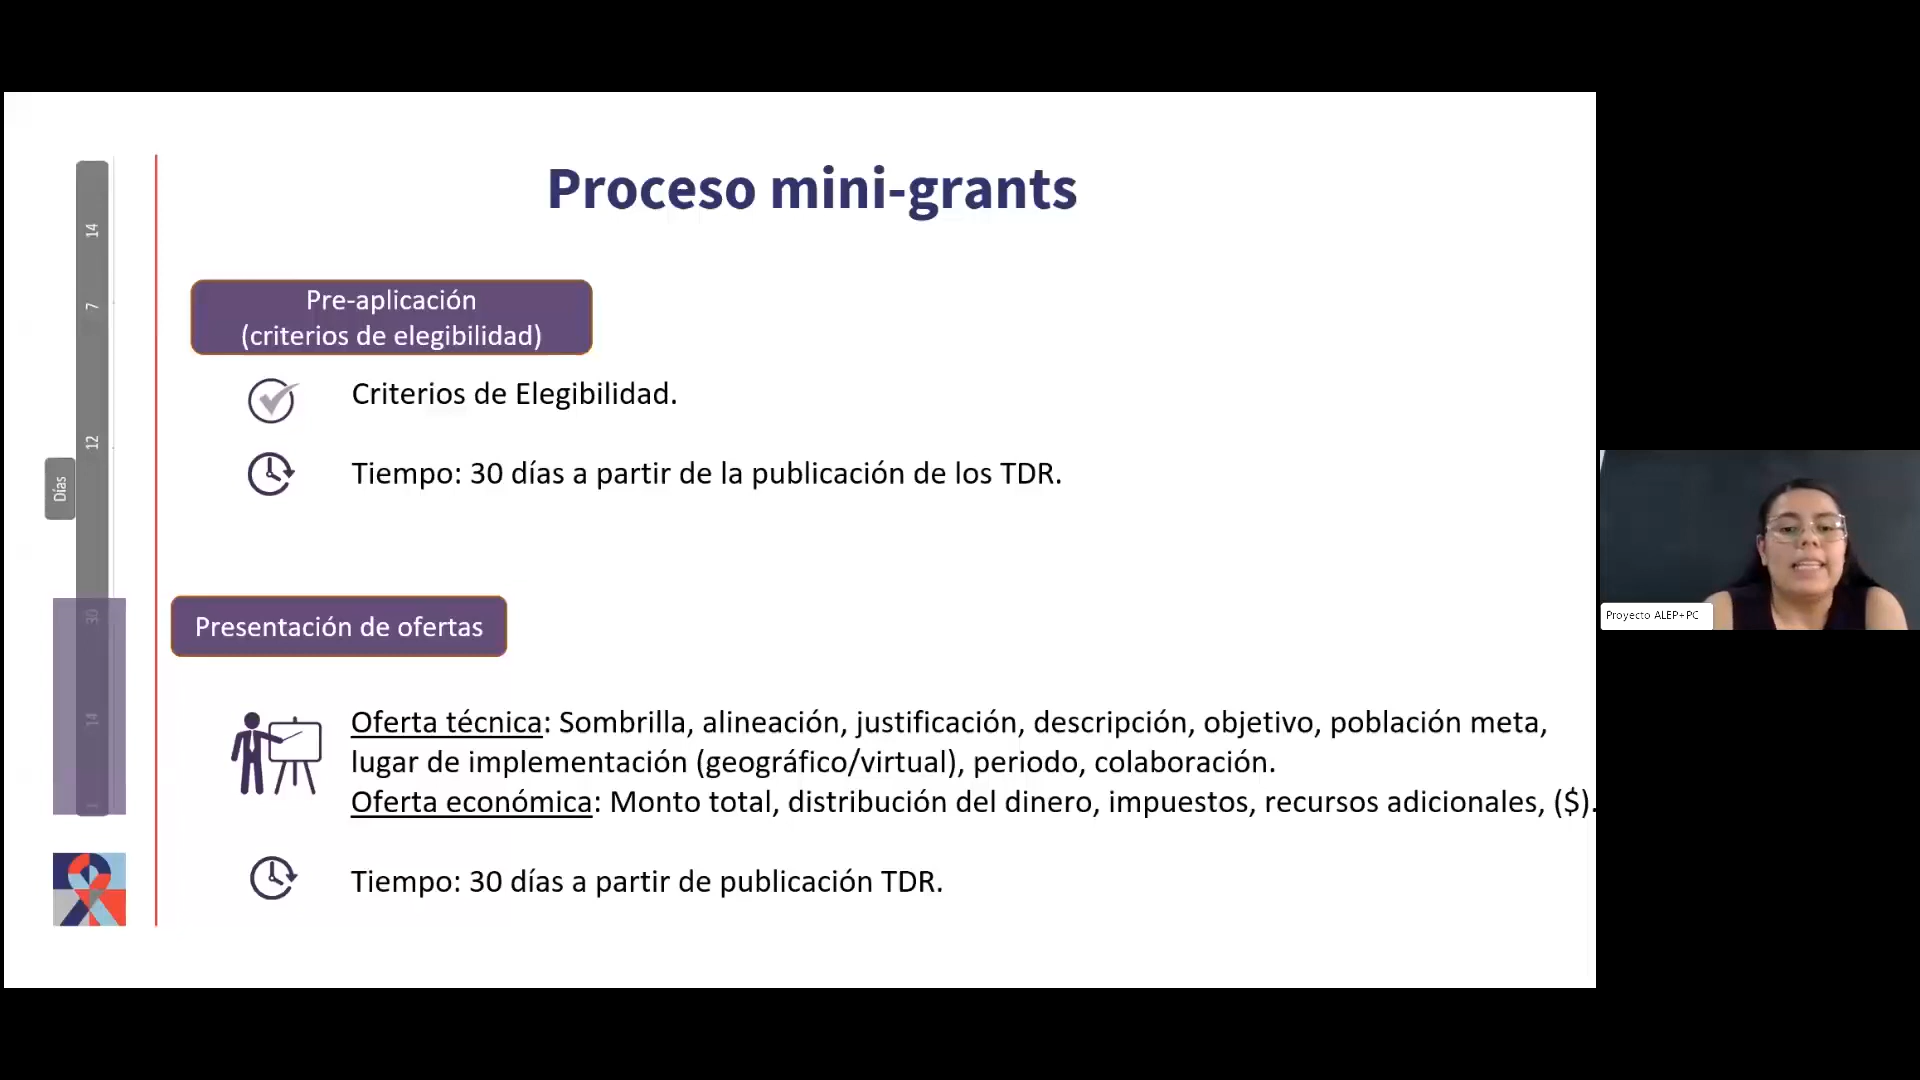 Proceso mini-grants
Pre-aplicación
(criterios de elegibilidad)
Criterios de Elegibilidad.
Tiempo: 30 días a partir de la publicación de los TDR.
Presentación de ofertas
Oferta técnica: Sombrilla, alineación, justificación, descripción, objetivo, población meta,
lugar de implementación (geográfico/virtual), periodo, colaboración.
Oferta económica: Monto total, distribución del dinero, impuestos, recursos adicionales, ($).
Tiempo: 30 días a partir de publicación TDR.
Días
14
7
12
30
14
Proyecto ALEP+PC